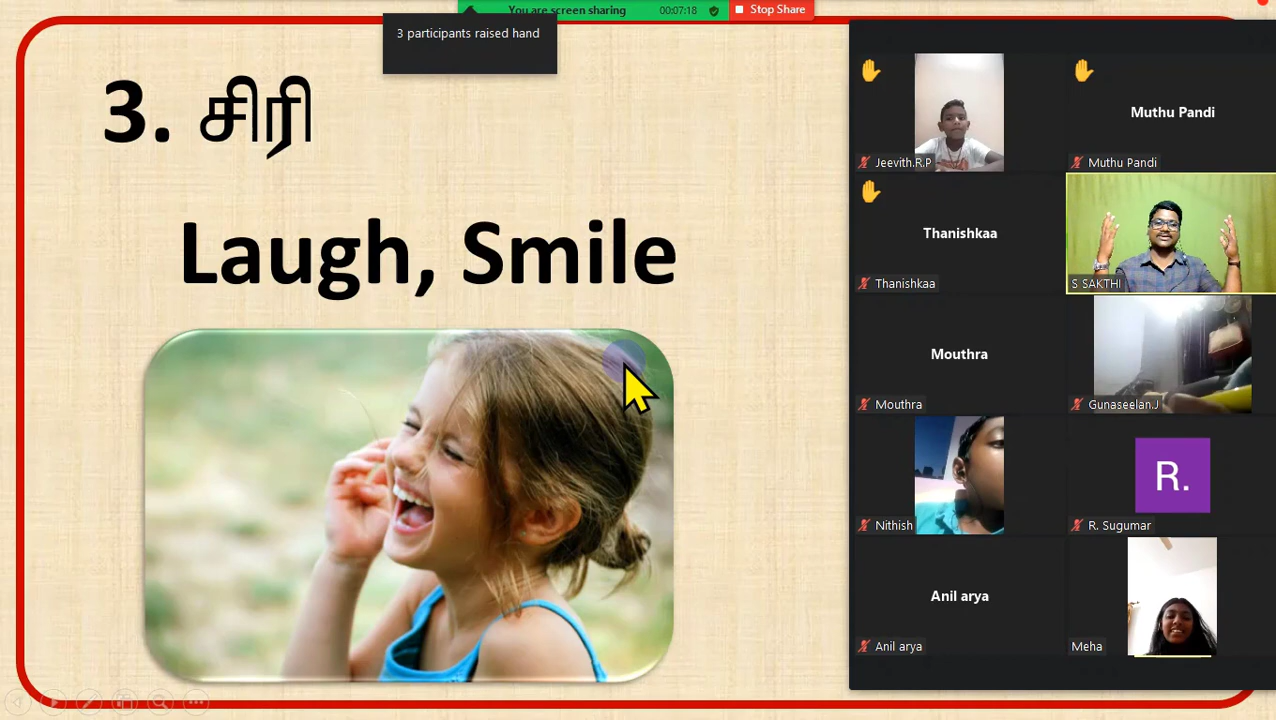 You are screen sharing 00:07:18 Stop Share
3 participants raised hand
3. சிரி
Laugh, Smile
Jeevith.R.P
Muthu Pandi
Muthu Pandi
Thanishkaa
Thanishkaa
S SAKTHI
Mouthra
Mouthra
Gunaseelan.J
Nithish
R.
R. Sugumar
Anil arya
Anil arya
Meha